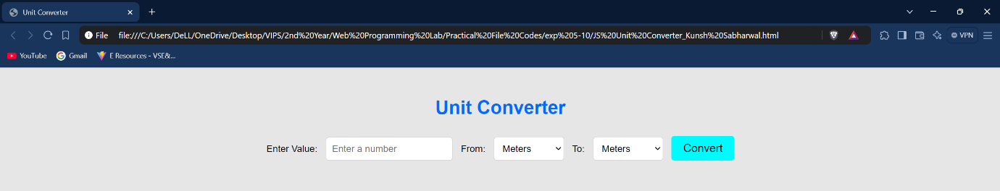 Unit Converter
File file:///C:/Users/DeLL/OneDrive/Desktop/VIPS/2nd%20Year/Web%20Programming%20Lab/Practical%20File%20Codes/exp%205-10/JS%20Unit%20Converter_Kunsh%20Sabharwal.html VPN
YouTube Gmail E Resources - VSE&...
Unit Converter
Enter Value: Enter a number From: Meters To: Meters Convert